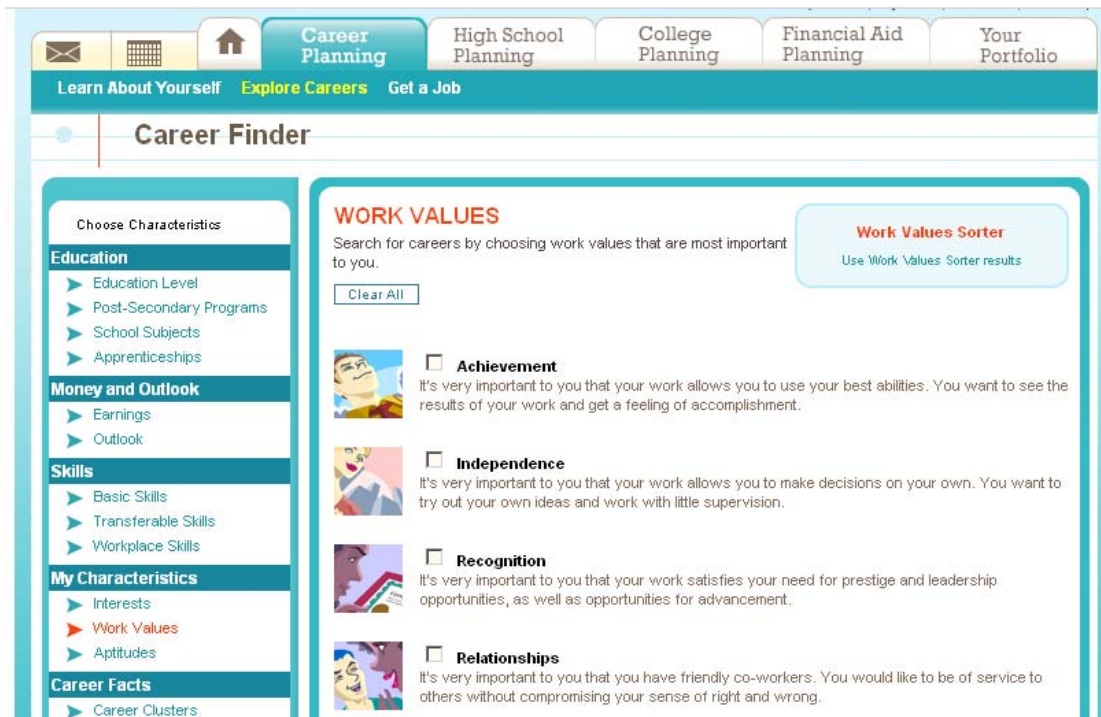 Career Planning
High School Planning
College Planning
Financial Aid Planning
Your Portfolio
Learn About Yourself Explore Careers Get a Job
Career Finder
Choose Characteristics
Education
Education Level
Post-Secondary Programs
School Subjects
Apprenticeships
Money and Outlook
Earnings
Outlook
Skills
Basic Skills
Transferable Skills
Workplace Skills
My Characteristics
Interests
Work Values
Aptitudes
Career Facts
Career Clusters
WORK VALUES
Search for careers by choosing work values that are most important
to you.
Clear All
Work Values Sorter
Use Work Values Sorter results
Achievement
It's very important to you that your work allows you to use your best abilities. You want to see the
results of your work and get a feeling of accomplishment.
Independence
It's very important to you that your work allows you to make decisions on your own. You want to
try out your own ideas and work with little supervision.
Recognition
It's very important to you that your work satisfies your need for prestige and leadership
opportunities, as well as opportunities for advancement.
Relationships
It's very important to you that you have friendly co-workers. You would like to be of service to
others without compromising your sense of right and wrong.